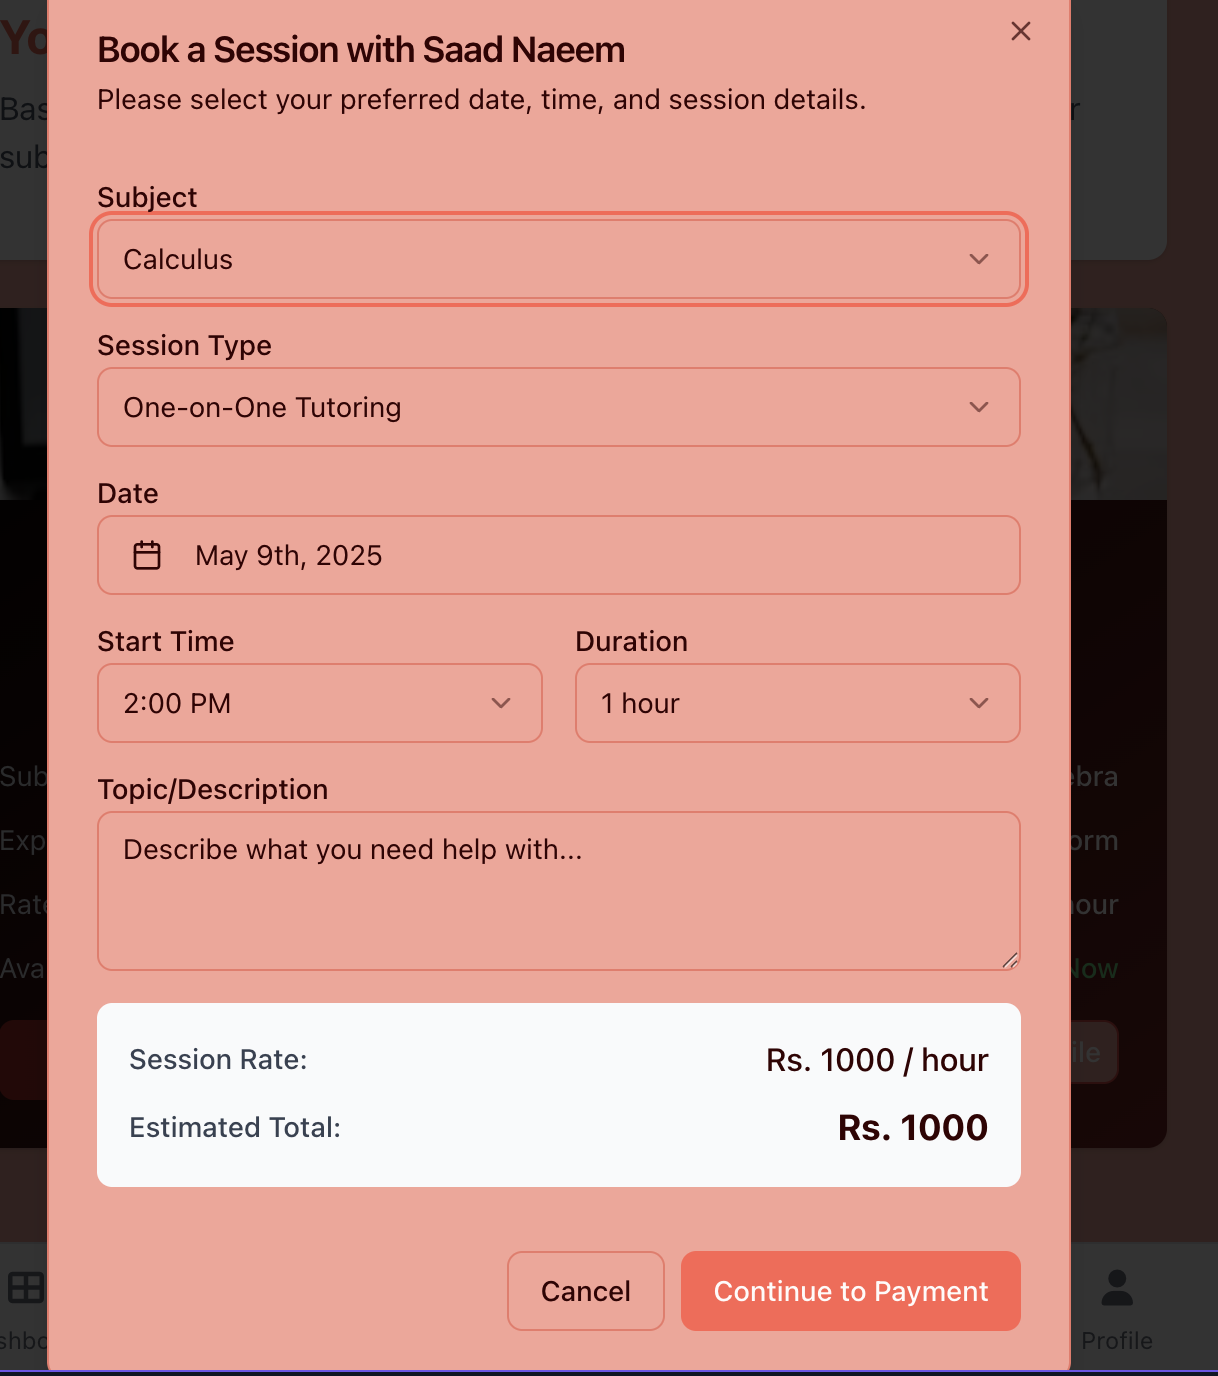 Book a Session with Saad Naeem
Please select your preferred date, time, and session details.
Subject
Calculus
Session Type
One-on-One Tutoring
Date
May 9th, 2025
Start Time
Duration
2:00 PM
1 hour
Topic/Description
Describe what you need help with...
Session Rate:
Rs. 1000 / hour
Estimated Total:
Rs. 1000
Cancel
Continue to Payment
Now
Profile